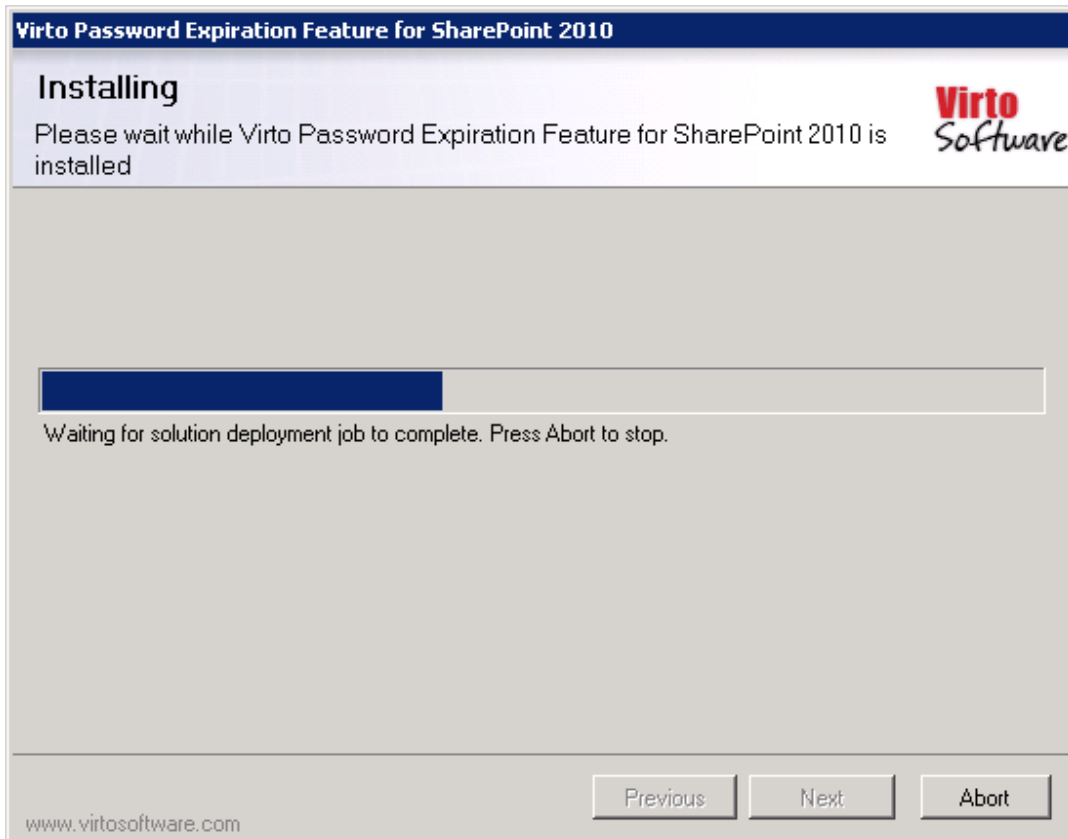 Virto Password Expiration Feature for SharePoint 2010
Installing
Please wait while Virto Password Expiration Feature for SharePoint 2010 is
installed
Virto
Software
Waiting for solution deployment job to complete. Press Abort to stop.
Previous
Next
Abort
www.virtosoftware.com